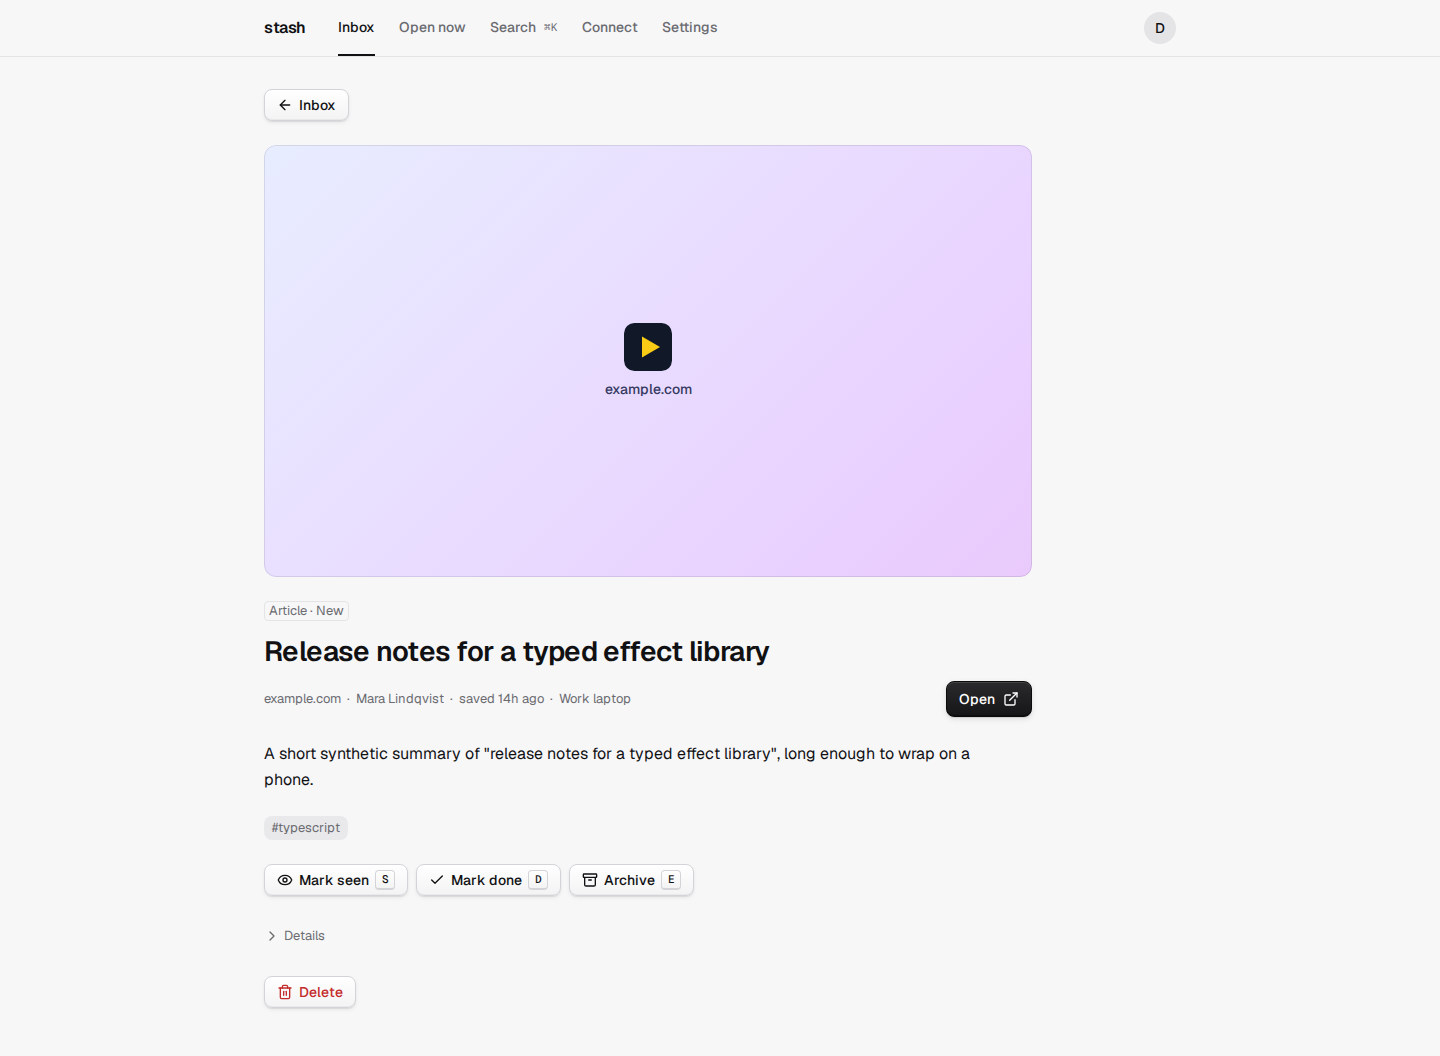 stash Inbox Open now Search ⌘K Connect Settings D
Inbox
example.com
Article · New
Release notes for a typed effect library
example.com · Mara Lindqvist · saved 14h ago · Work laptop Open
A short synthetic summary of "release notes for a typed effect library", long enough to wrap on a
phone.
#typescript
Mark seen S Mark done D Archive E
Details
Delete